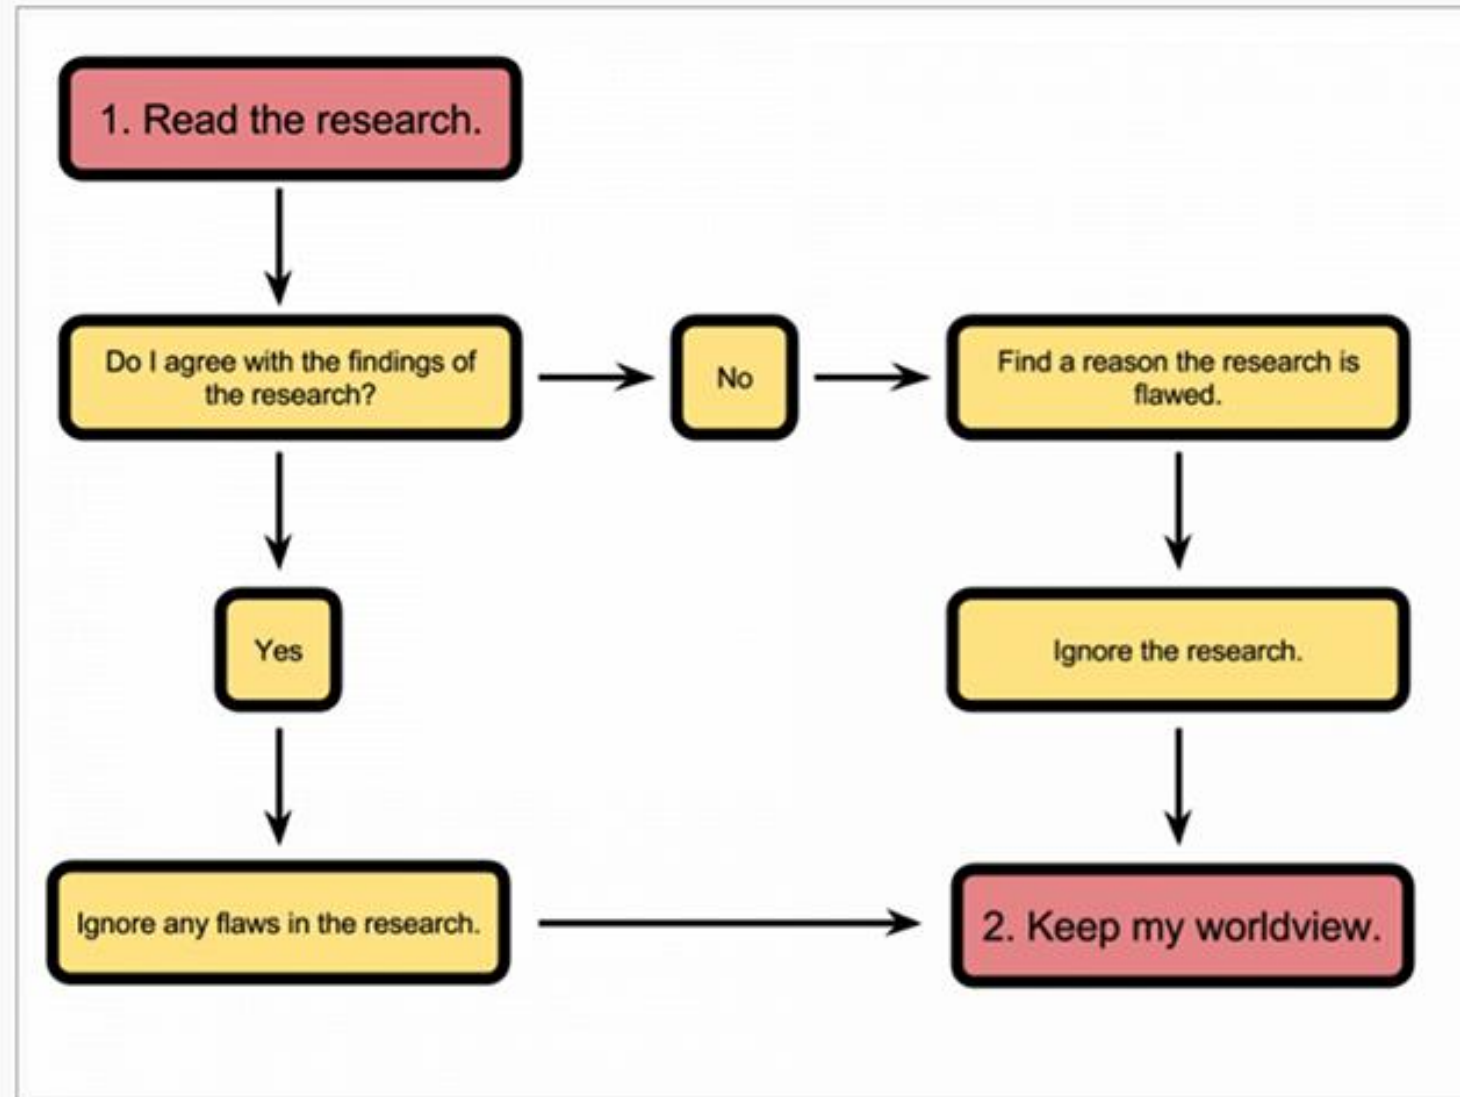 1. Read the research.
Do I agree with the findings of
the research?
No
Find a reason the research is
flawed.
Yes
Ignore the research.
Ignore any flaws in the research.
2. Keep my worldview.